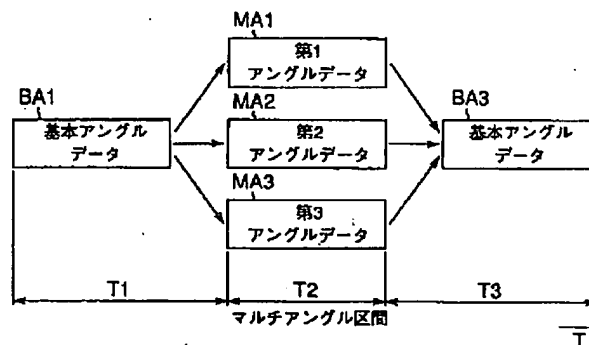 MA1
第1
アングルデータ
BA1
基本アングル
データ
MA2
第2
アングルデータ
BA3
基本アングル
データ
MA3
第3
アングルデータ
T1
T2
T3
マルチアングル区間
T